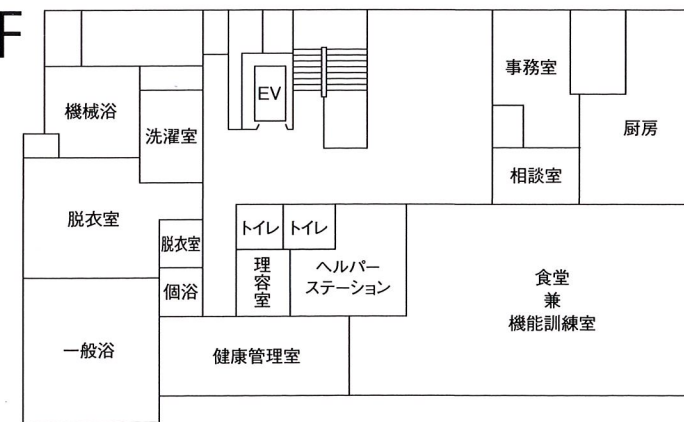 F
EV
事務室
機械浴
洗濯室
厨房
相談室
脱衣室
トイレ
トイレ
脱衣室
理容室
ヘルパー
ステーション
個浴
食堂
兼
機能訓練室
一般浴
健康管理室